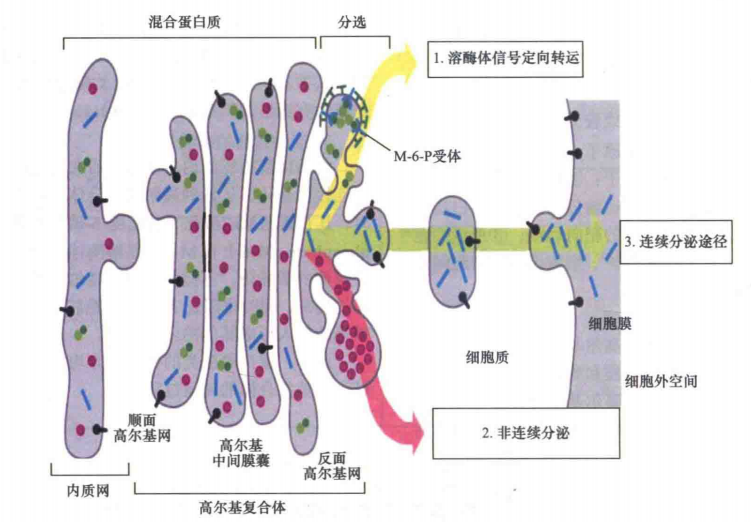 混合蛋白质
分选
1. 溶酶体信号定向转运
M-6-P受体
3. 连续分泌途径
细胞膜
细胞质
细胞外空间
顺面
高尔基网
高尔基
中间膜囊
反面
高尔基网
2. 非连续分泌
内质网
高尔基复合体